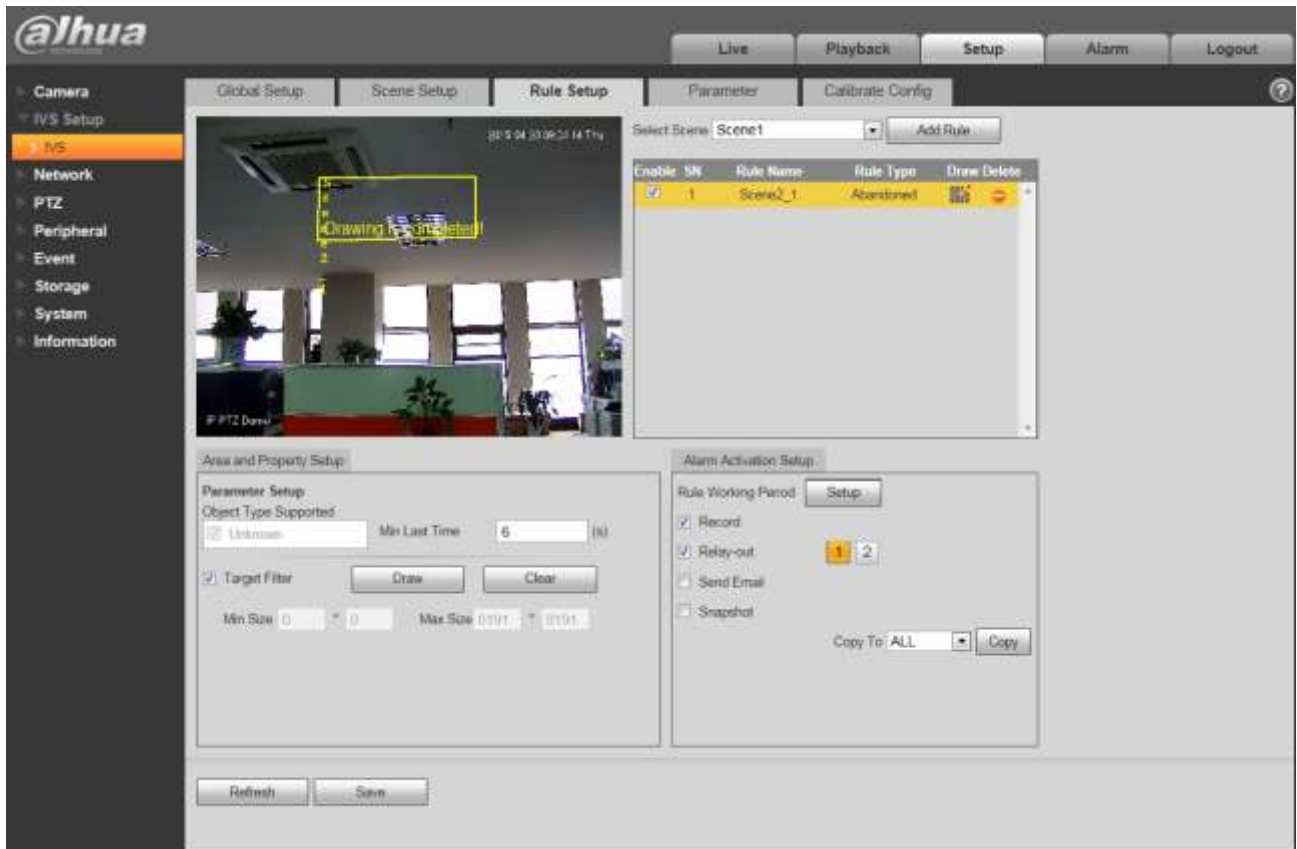 alhua
TECHNOLOGY
Live Playback Setup Alarm Logout
Camera
IVS Setup
IVS
Network
PTZ
Peripheral
Event
Storage
System
Information
Global Setup Scene Setup Rule Setup Parameter Calibrate Config
Drawing is completed!
IP PTZ Dome
Select Scene Scene1 Add Rule
Enable SN Rule Name Rule Type Draw Delete
1 Scene2_1 Abandoned
Area and Property Setup
Parameter Setup
Object Type Supported
Unknown Min Last Time 6 (s)
Target Filter Draw Clear
Min Size 0 * 0 Max Size 8191 * 8191
Alarm Activation Setup
Rule Working Period Setup
Record
Relay-out 1 2
Send Email
Snapshot
Copy To ALL Copy
Refresh Save